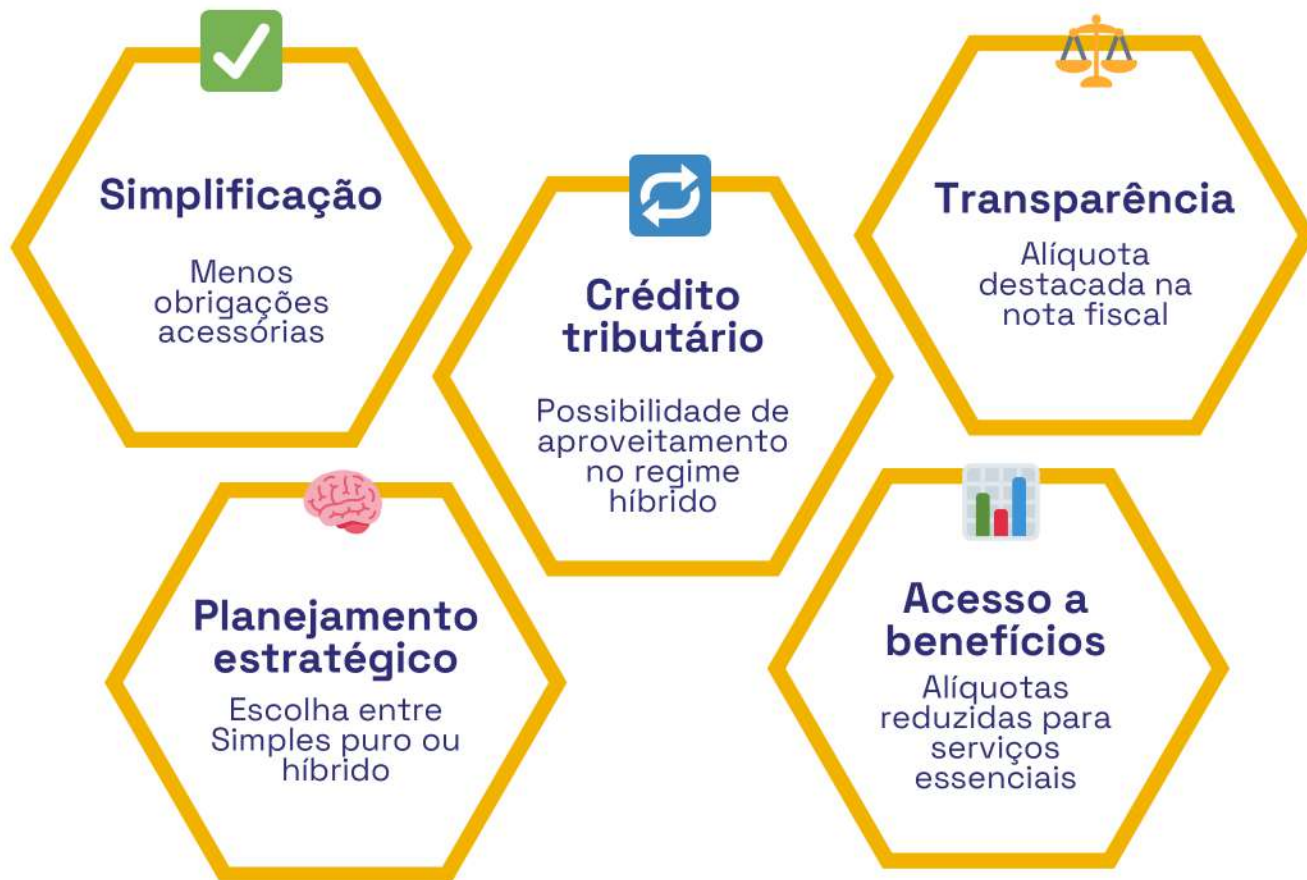 Simplificação
Menos
obrigações
acessórias
Crédito
tributário
Possibilidade de
aproveitamento
no regime
híbrido
Transparência
Alíquota
destacada na
nota fiscal
Planejamento
estratégico
Escolha entre
Simples puro ou
híbrido
Acesso a
benefícios
Alíquotas
reduzidas para
serviços
essenciais